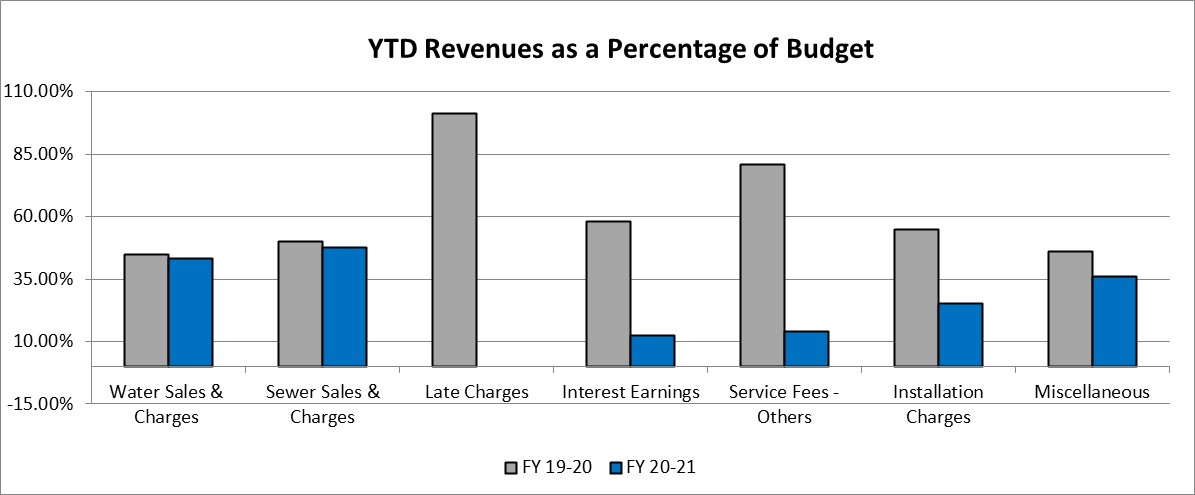 YTD Revenues as a Percentage of Budget
110.00%
85.00%
60.00%
35.00%
10.00%
-15.00%
Water Sales &
Charges
Sewer Sales &
Charges
Late Charges
Interest Earnings
Service Fees -
Others
Installation
Charges
Miscellaneous
FY 19-20
FY 20-21